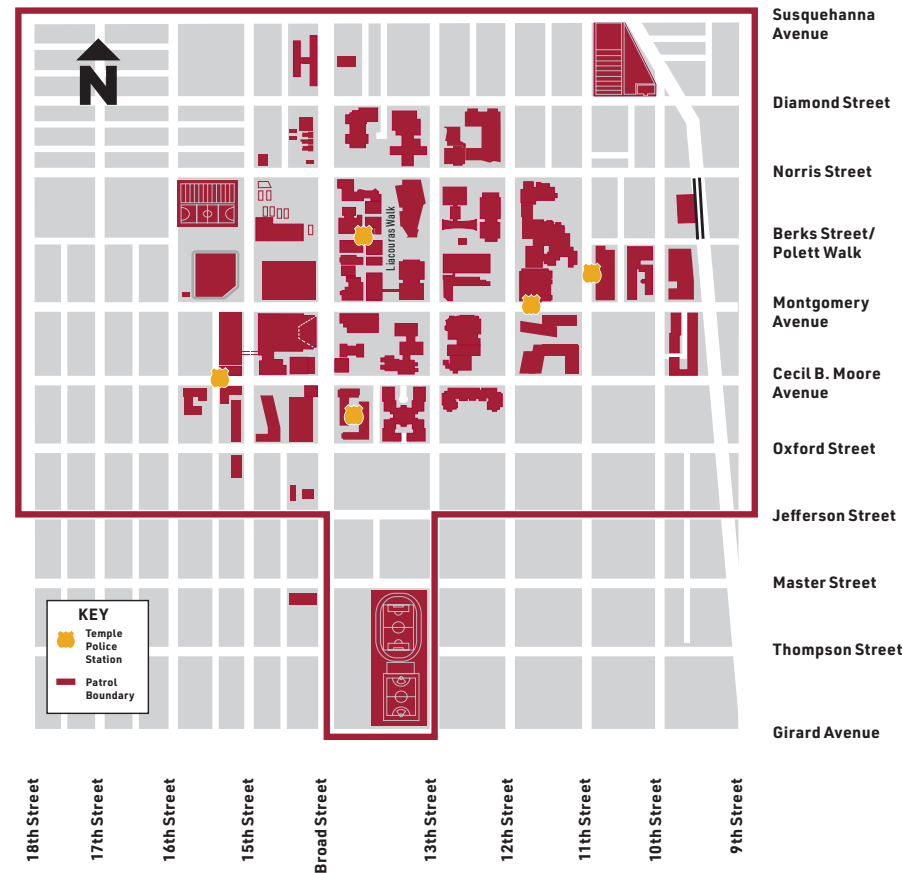 Susquehanna
Avenue
N
Diamond Street
Norris Street
Liacouras Walk
Berks Street/
Polett Walk
Montgomery
Avenue
Cecil B. Moore
Avenue
Oxford Street
Jefferson Street
Master Street
KEY
Temple
Police
Station
Patrol
Boundary
Thompson Street
Girard Avenue
18th Street
17th Street
16th Street
15th Street
Broad Street
13th Street
12th Street
11th Street
10th Street
9th Street